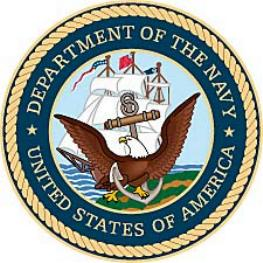 DEPARTMENT OF THE NAVY
UNITED STATES OF AMERICA